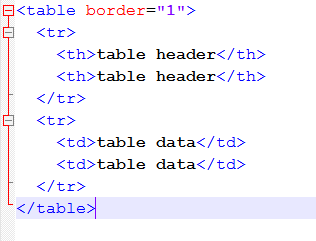 <table border="1">
  <tr>
    <th>table header</th>
    <th>table header</th>
  </tr>
  <tr>
    <td>table data</td>
    <td>table data</td>
  </tr>
</table>